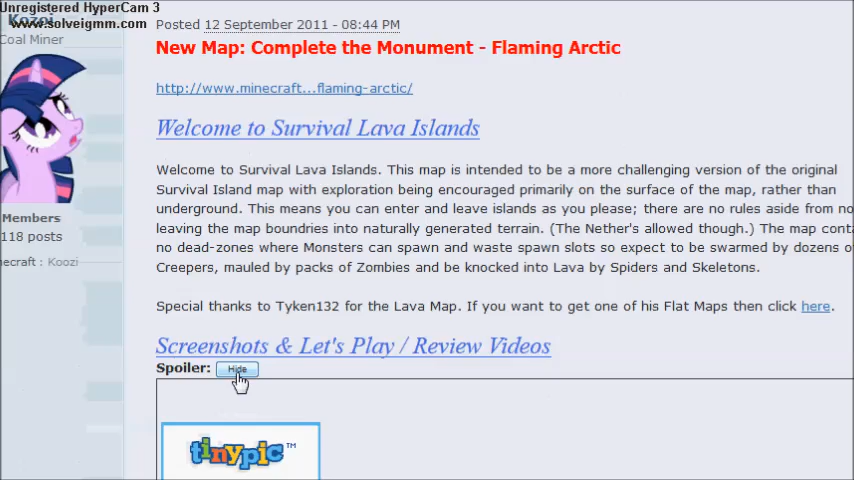 Unregistered HyperCam 3
www.solveigmm.com
Kozoi
Coal Miner
Members
118 posts
necraft : Koozi
Posted 12 September 2011 - 08:44 PM
New Map: Complete the Monument - Flaming Arctic
http://www.minecraft...flaming-arctic/
Welcome to Survival Lava Islands
Welcome to Survival Lava Islands. This map is intended to be a more challenging version of the original
Survival Island map with exploration being encouraged primarily on the surface of the map, rather than
underground. This means you can enter and leave islands as you please; there are no rules aside from no
leaving the map boundries into naturally generated terrain. (The Nether's allowed though.) The map cont
no dead-zones where Monsters can spawn and waste spawn slots so expect to be swarmed by dozens o
Creepers, mauled by packs of Zombies and be knocked into Lava by Spiders and Skeletons.
Special thanks to Tyken132 for the Lava Map. If you want to get one of his Flat Maps then click here.
Screenshots & Let's Play / Review Videos
Spoiler: Hide
tinypic™